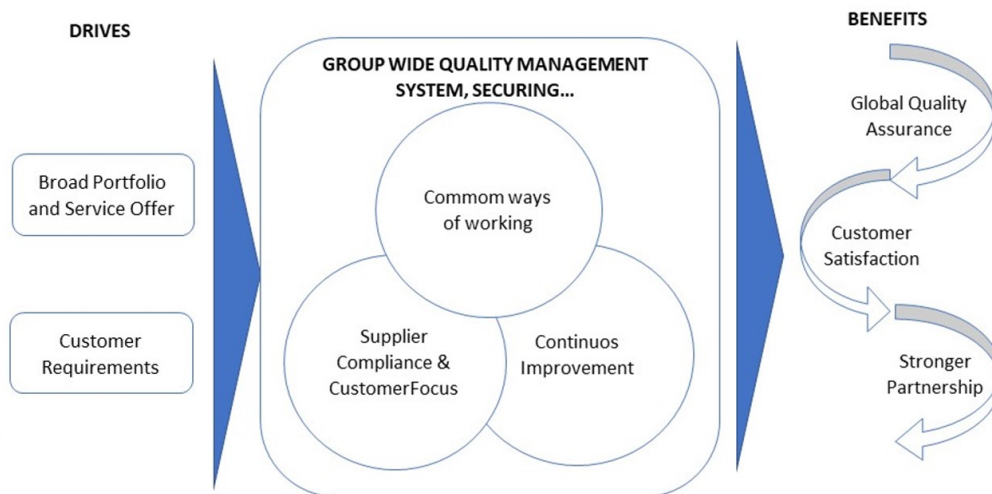 DRIVES
Broad Portfolio
and Service Offer
Customer
Requirements
GROUP WIDE QUALITY MANAGEMENT
SYSTEM, SECURING...
Commom ways
of working
Supplier
Compliance &
CustomerFocus
Continuos
Improvement
BENEFITS
Global Quality
Assurance
Customer
Satisfaction
Stronger
Partnership